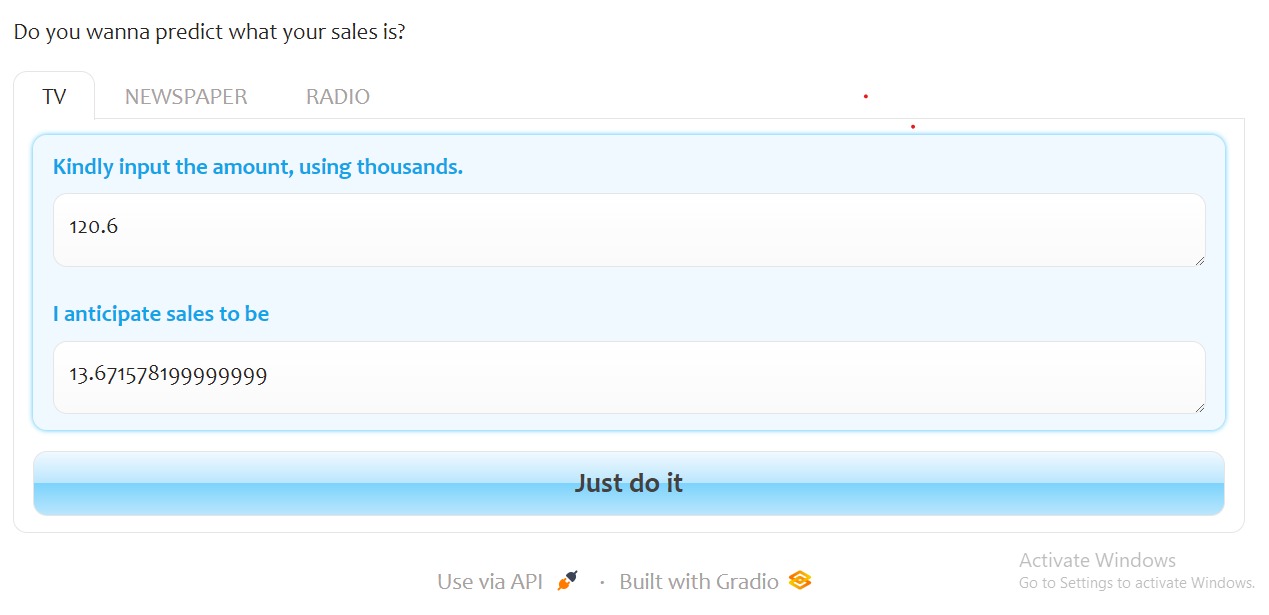 Do you wanna predict what your sales is?
TV NEWSPAPER RADIO
Kindly input the amount, using thousands.
120.6
I anticipate sales to be
13.671578199999999
Just do it
Use via API · Built with Gradio
Activate Windows
Go to Settings to activate Windows.